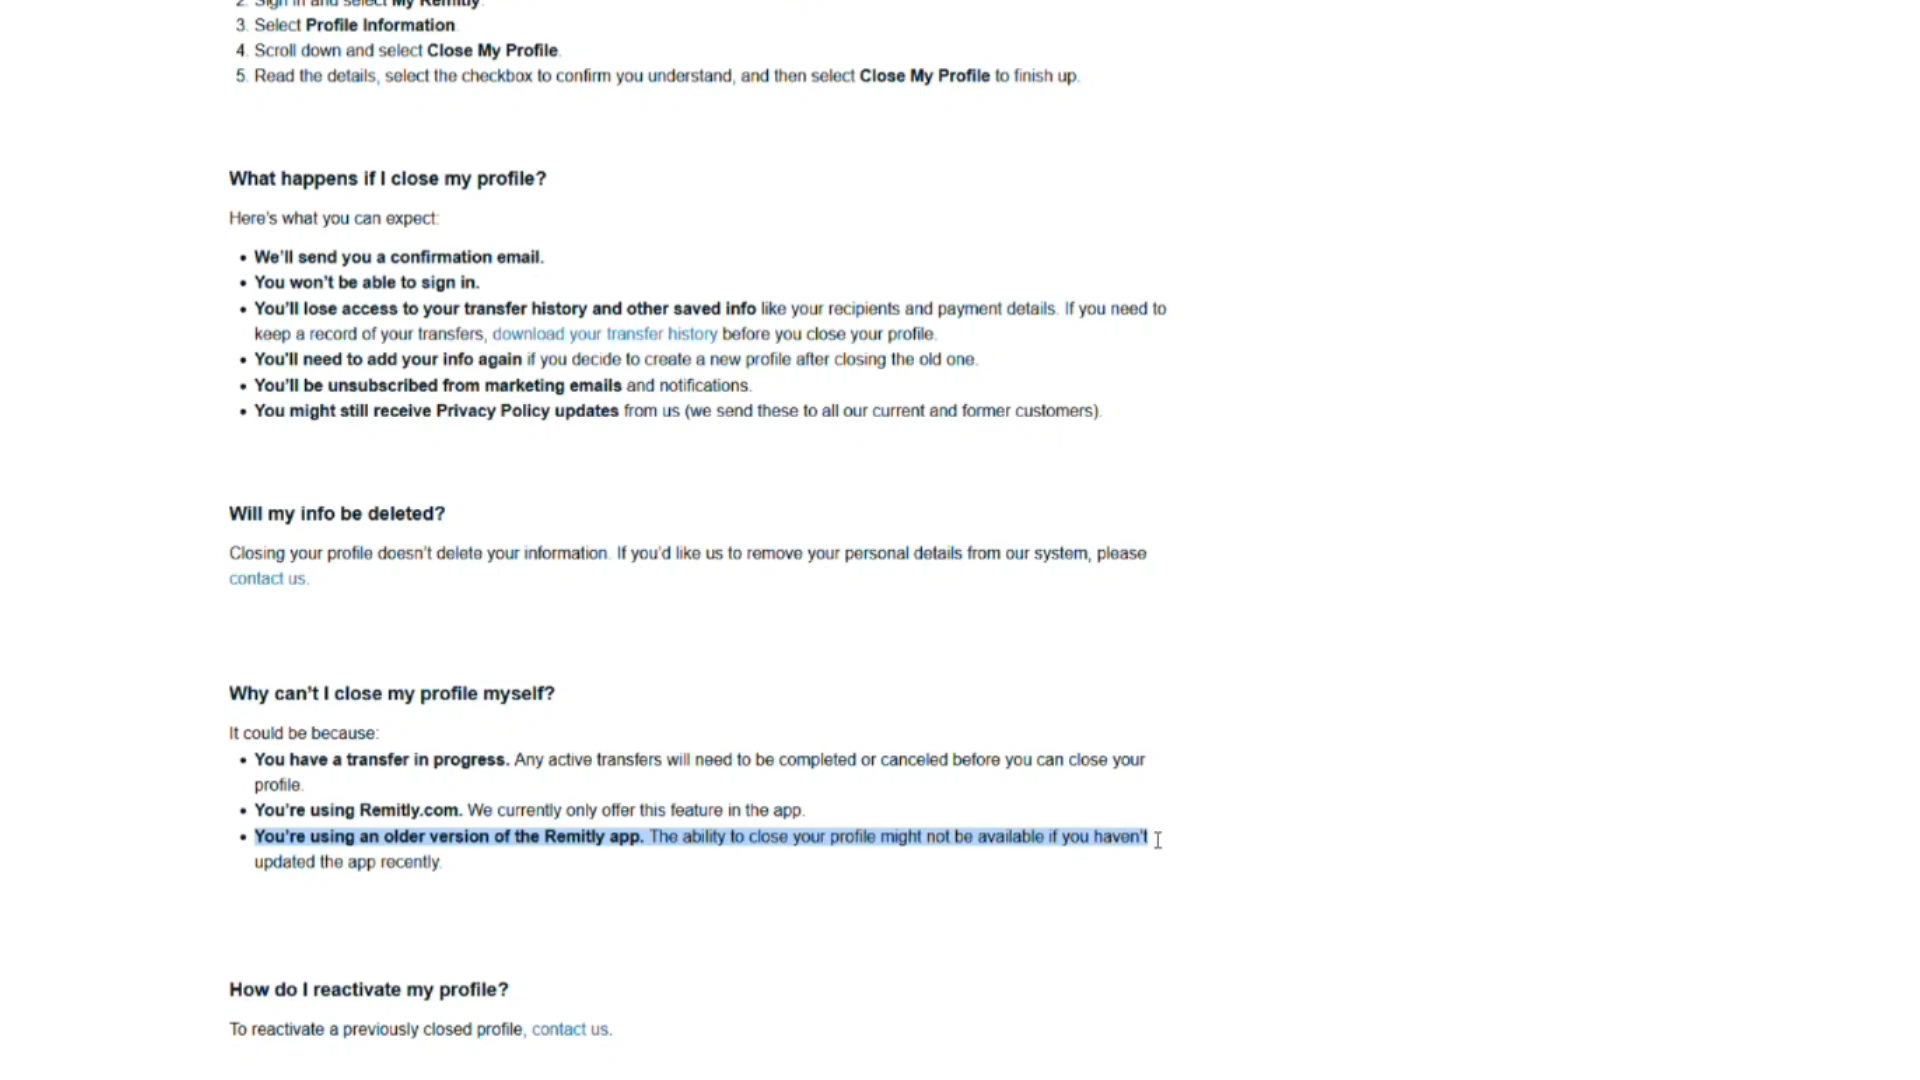 2. Sign in and select My Remitly.
3. Select Profile Information.
4. Scroll down and select Close My Profile.
5. Read the details, select the checkbox to confirm you understand, and then select Close My Profile to finish up.
What happens if I close my profile?
Here's what you can expect:
• We'll send you a confirmation email.
• You won't be able to sign in.
• You'll lose access to your transfer history and other saved info like your recipients and payment details. If you need to
keep a record of your transfers, download your transfer history before you close your profile.
• You'll need to add your info again if you decide to create a new profile after closing the old one.
• You'll be unsubscribed from marketing emails and notifications.
• You might still receive Privacy Policy updates from us (we send these to all our current and former customers).
Will my info be deleted?
Closing your profile doesn't delete your information. If you'd like us to remove your personal details from our system, please
contact us.
Why can't I close my profile myself?
It could be because:
• You have a transfer in progress. Any active transfers will need to be completed or canceled before you can close your
profile.
• You're using Remitly.com. We currently only offer this feature in the app.
• You're using an older version of the Remitly app. The ability to close your profile might not be available if you haven't
updated the app recently.
How do I reactivate my profile?
To reactivate a previously closed profile, contact us.